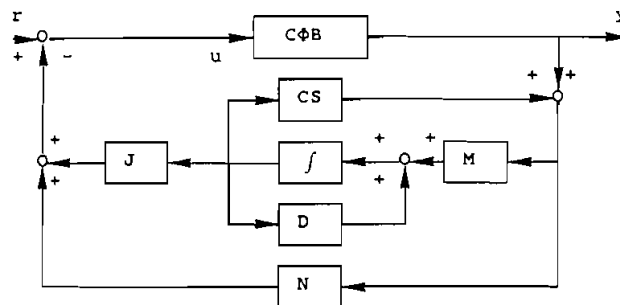 r CΦB y
+ − u
+ +
CS
+ J ∫ + + M
+ +
D
N